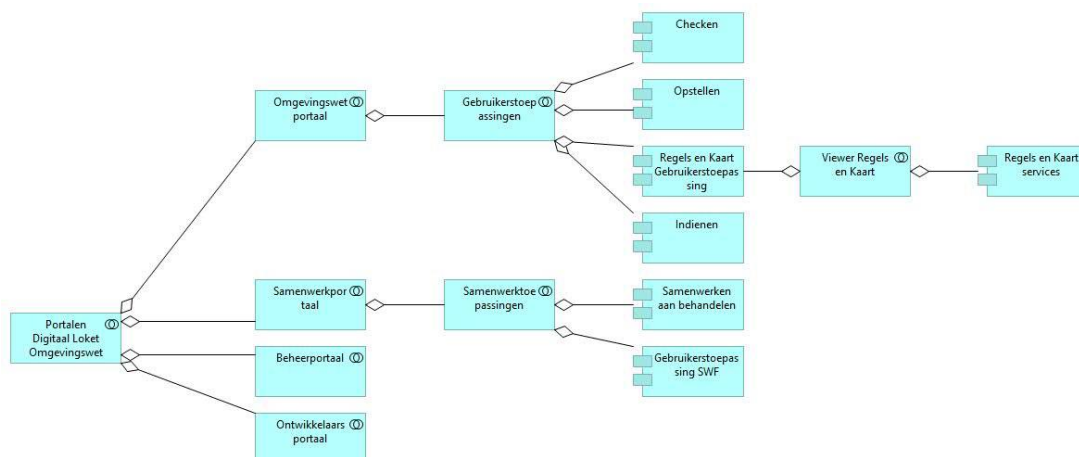 Checken
Omgevingswet
portaal
Gebruikerstoep
assingen
Opstellen
Regels en Kaart
Gebruikerstoepas
sing
Viewer Regels
en Kaart
Regels en Kaart
services
Indienen
Samenwerkpor
taal
Samenwerktoe
passingen
Samenwerken
aan behandelen
Portalen
Digitaal Loket
Omgevingswet
Beheerportaal
Gebruikerstoepas
sing SWF
Ontwikkelaars
portaal